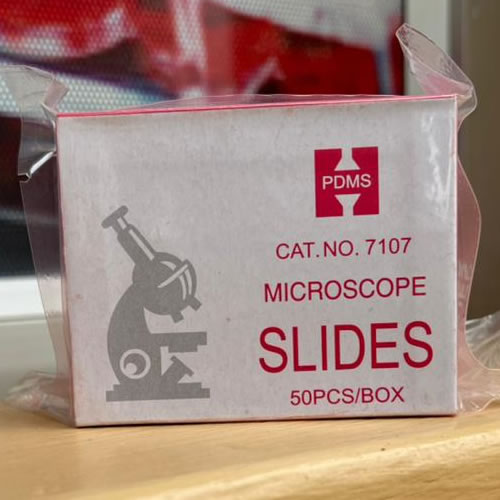 PDMS
CAT.NO. 7107
MICROSCOPE
SLIDES
50PCS/BOX